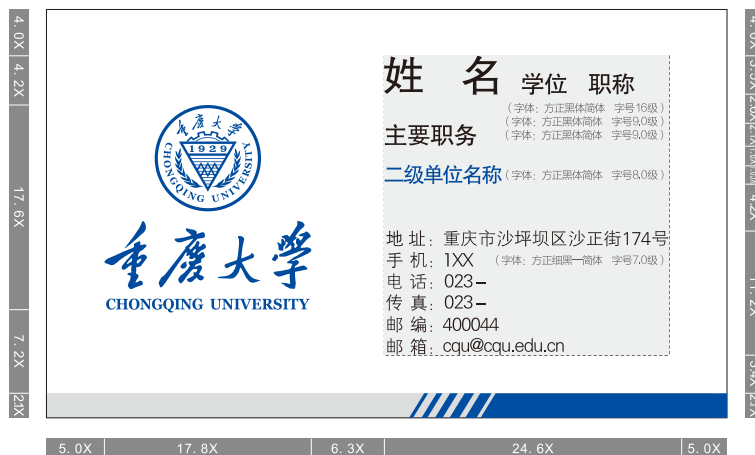 4.0X
4.2X
17.6X
7.2X
2.1X
重庆大学
1929
CHONGQING UNIVERSITY
重庆大学
CHONGQING UNIVERSITY
姓 名 学位 职称
(字体: 方正黑体简体 字号16级)
(字体: 方正黑体简体 字号9.0级)
主要职务 (字体: 方正黑体简体 字号9.0级)
二级单位名称 (字体: 方正黑体简体 字号8.0级)
地 址: 重庆市沙坪坝区沙正街174号
手 机: 1XX (字体: 方正细黑一简体 字号7.0级)
电 话: 023–
传 真: 023–
邮 编: 400044
邮 箱: cqu@cqu.edu.cn
5.0X 17.8X 6.3X 24.6X 5.0X